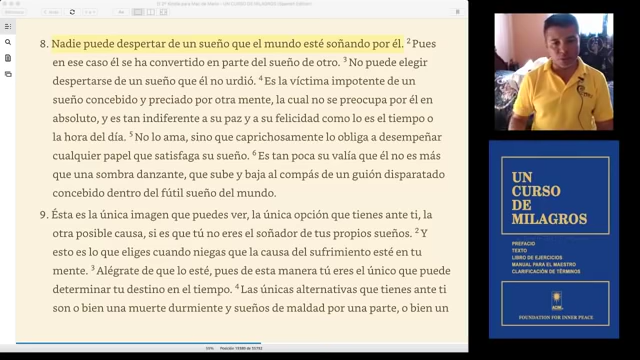 8. Nadie puede despertar de un sueño que el mundo esté soñando por él. 2 Pues
en ese caso él se ha convertido en parte del sueño de otro. 3 No puede elegir
despertarse de un sueño que él no urdió. 4 Es la víctima impotente de un
sueño concebido y preciado por otra mente, la cual no se preocupa por él en
absoluto, y es tan indiferente a su paz y a su felicidad como lo es el tiempo o
la hora del día. 5 No lo ama, sino que caprichosamente lo obliga a desempeñar
cualquier papel que satisfaga su sueño. 6 Es tan poca su valía que él no es más
que una sombra danzante, que sube y baja al compás de un guión disparatado
concebido dentro del fútil sueño del mundo.
9. Ésta es la única imagen que puedes ver, la única opción que tienes ante ti, la
otra posible causa, si es que tú no eres el soñador de tus propios sueños. 2 Y
esto es lo que eliges cuando niegas que la causa del sufrimiento esté en tu
mente. 3 Alégrate de que lo esté, pues de esta manera tú eres el único que puede
determinar tu destino en el tiempo. 4 Las únicas alternativas que tienes ante ti
son o bien una muerte durmiente y sueños de maldad por una parte, o bien un
UN
CURSO
DE
MILAGROS
PREFACIO
TEXTO
LIBRO DE EJERCICIOS
MANUAL PARA EL MAESTRO
CLARIFICACIÓN DE TÉRMINOS
FOUNDATION FOR INNER PEACE